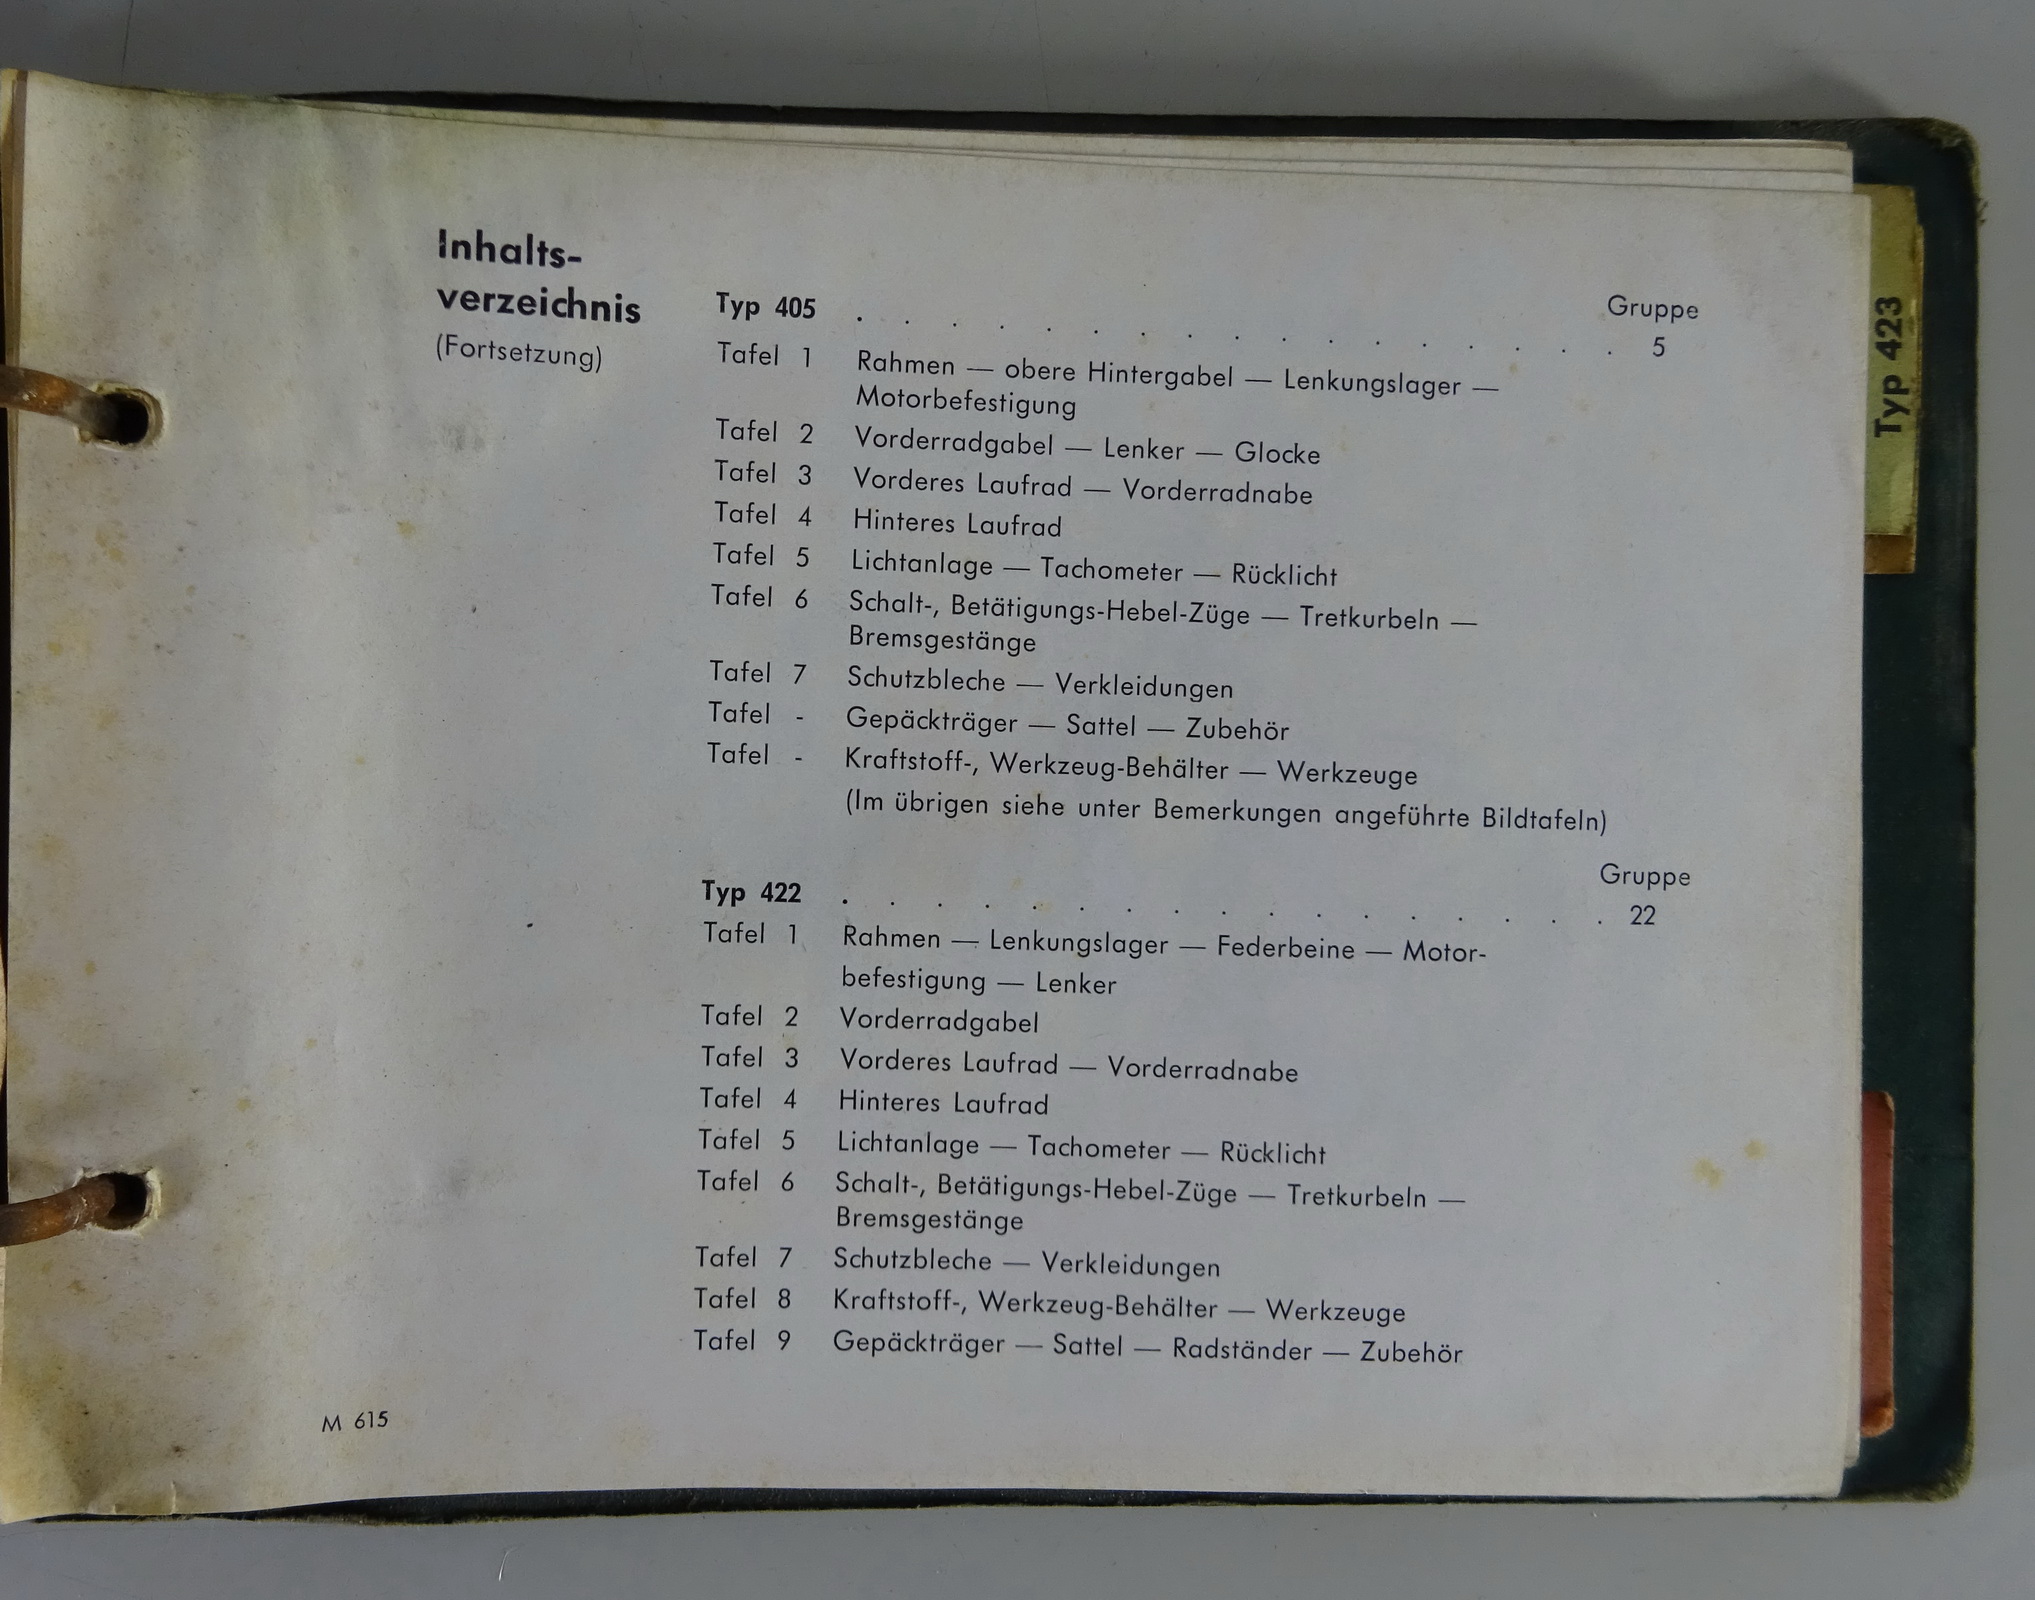 Inhalts-
verzeichnis
(Fortsetzung)
Typ 405 . . . . . . . . . . . . . . . . . Gruppe 5
Tafel 1 Rahmen — obere Hintergabel — Lenkungslager —
Motorbefestigung
Tafel 2 Vorderradgabel — Lenker — Glocke
Tafel 3 Vorderes Laufrad — Vorderradnabe
Tafel 4 Hinteres Laufrad
Tafel 5 Lichtanlage — Tachometer — Rücklicht
Tafel 6 Schalt-, Betätigungs-Hebel-Züge — Tretkurbeln —
Bremsgestänge
Tafel 7 Schutzbleche — Verkleidungen
Tafel - Gepäckträger — Sattel — Zubehör
Tafel - Kraftstoff-, Werkzeug-Behälter — Werkzeuge
(Im übrigen siehe unter Bemerkungen angeführte Bildtafeln)
Typ 422 . . . . . . . . . . . . . . . . . Gruppe 22
Tafel 1 Rahmen — Lenkungslager — Federbeine — Motor-
befestigung — Lenker
Tafel 2 Vorderradgabel
Tafel 3 Vorderes Laufrad — Vorderradnabe
Tafel 4 Hinteres Laufrad
Tafel 5 Lichtanlage — Tachometer — Rücklicht
Tafel 6 Schalt-, Betätigungs-Hebel-Züge — Tretkurbeln —
Bremsgestänge
Tafel 7 Schutzbleche — Verkleidungen
Tafel 8 Kraftstoff-, Werkzeug-Behälter — Werkzeuge
Tafel 9 Gepäckträger — Sattel — Radständer — Zubehör
M 615
Typ 423